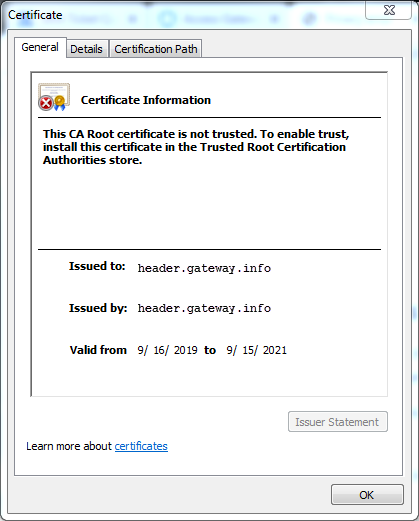 Certificate
General
Details
Certification Path
Certificate Information
This CA Root certificate is not trusted. To enable trust,
install this certificate in the Trusted Root Certification
Authorities store.
Issued to: header.gateway.info
Issued by: header.gateway.info
Valid from 9/ 16/ 2019 to 9/ 15/ 2021
Issuer Statement
Learn more about certificates
OK